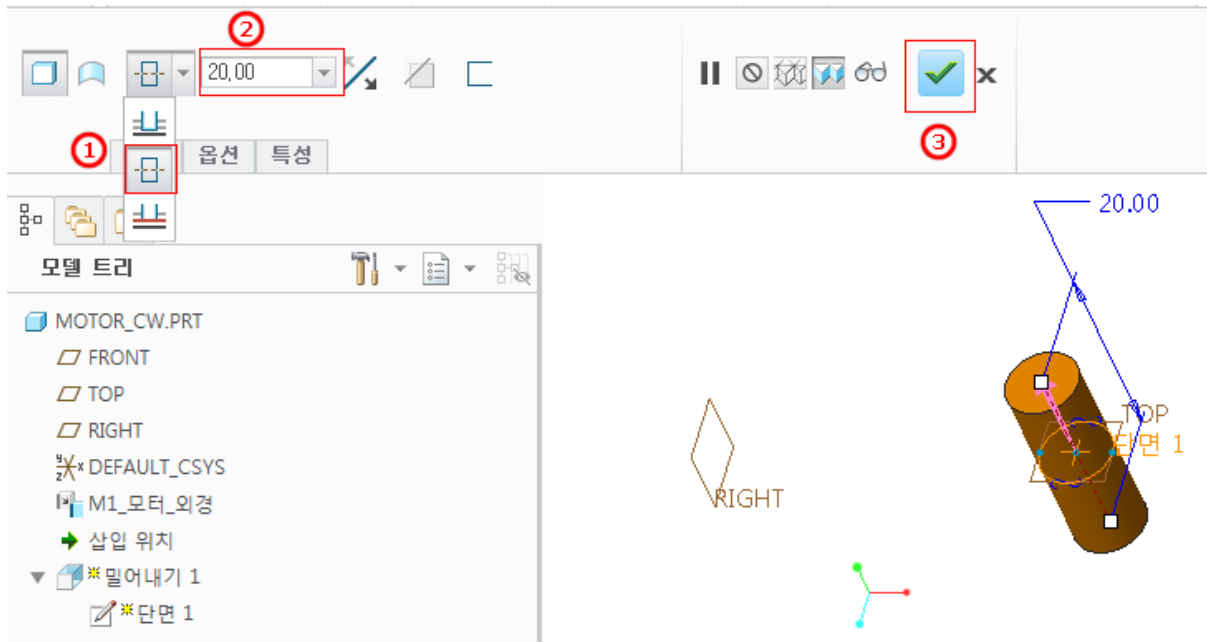 ②
20,00
①
옵션 특성
③
모델 트리
MOTOR_CW.PRT
FRONT
TOP
RIGHT
DEFAULT_CSYS
M1_모터_외경
삽입 위치
밀어내기 1
단면 1
20.00
TOP
단면 1
RIGHT